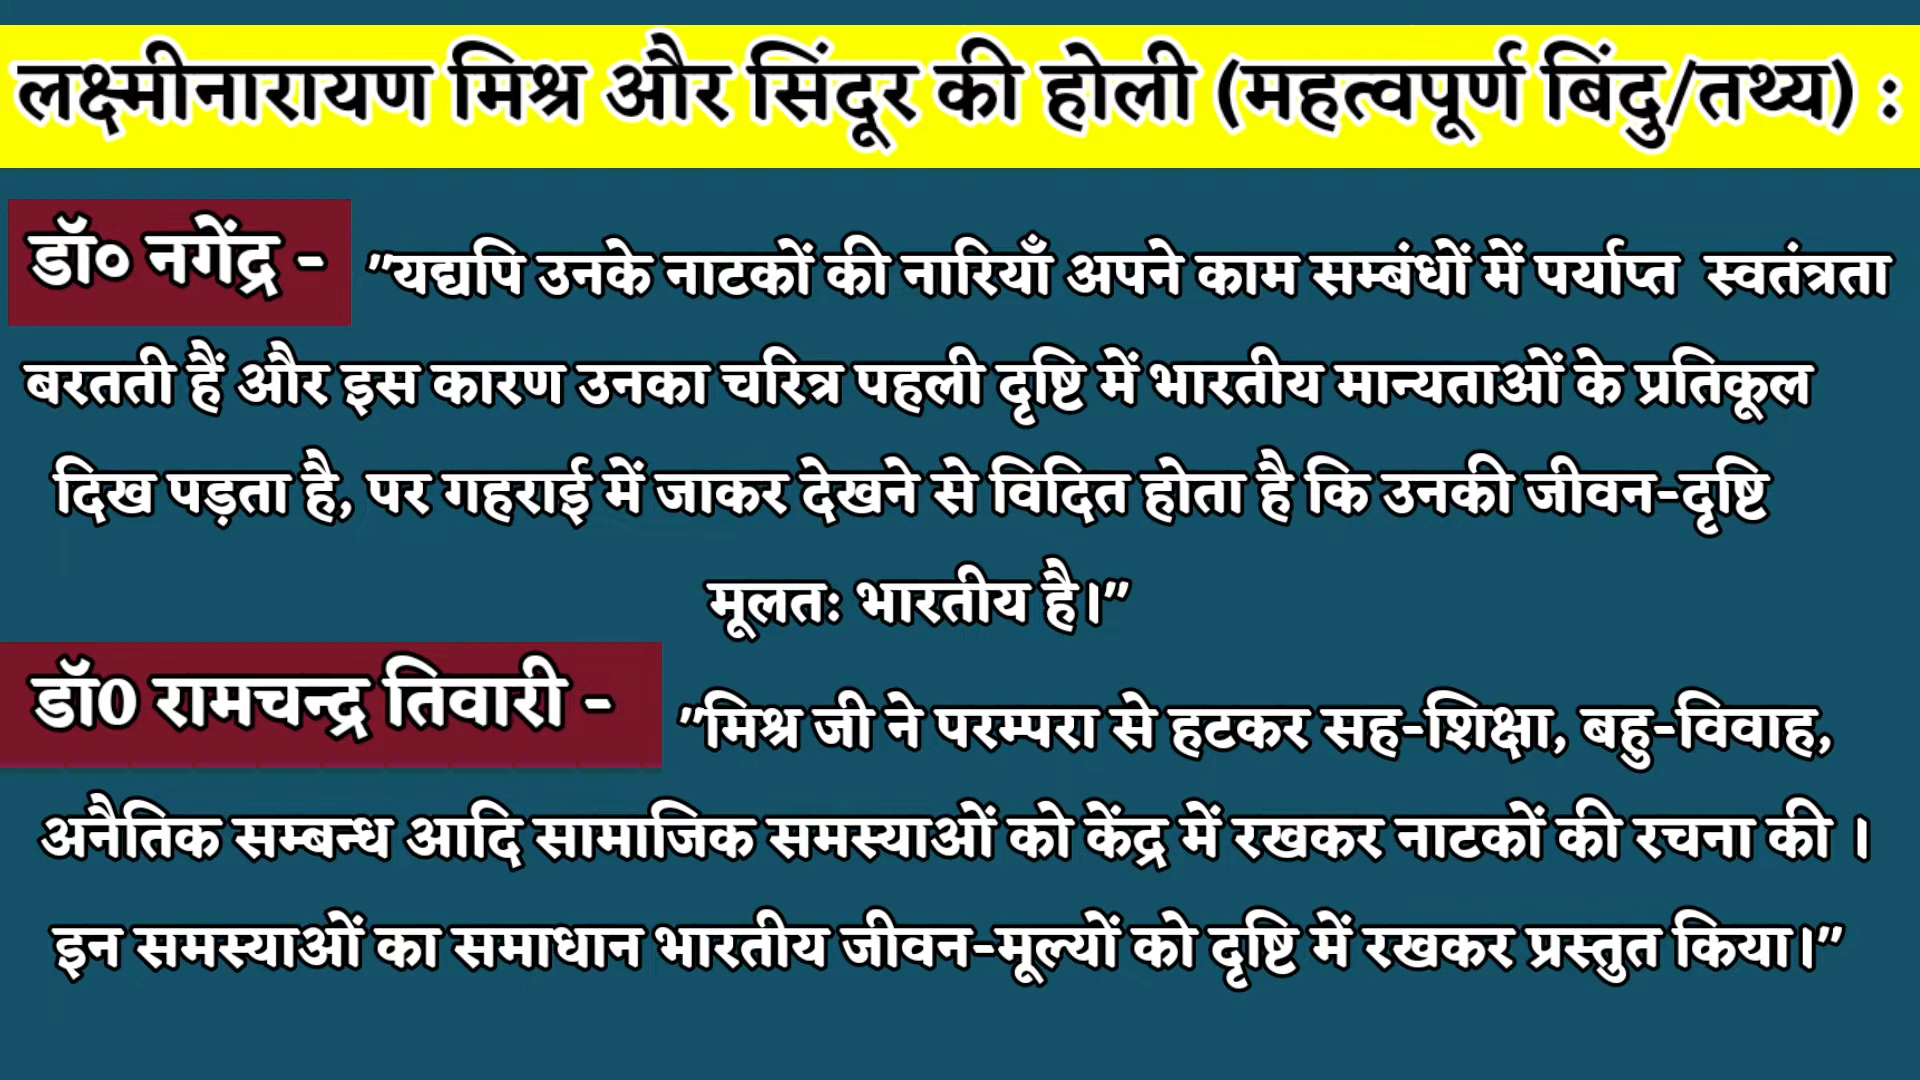 लक्ष्मीनारायण मिश्र और सिंदूर की होली (महत्वपूर्ण बिंदु/तथ्य) :
डॉ० नगेंद्र - "यद्यपि उनके नाटकों की नारियाँ अपने काम सम्बंधों में पर्याप्त स्वतंत्रता
बरतती हैं और इस कारण उनका चरित्र पहली दृष्टि में भारतीय मान्यताओं के प्रतिकूल
दिख पड़ता है, पर गहराई में जाकर देखने से विदित होता है कि उनकी जीवन-दृष्टि
मूलतः भारतीय है।"
डॉ0 रामचन्द्र तिवारी - "मिश्र जी ने परम्परा से हटकर सह-शिक्षा, बहु-विवाह,
अनैतिक सम्बन्ध आदि सामाजिक समस्याओं को केंद्र में रखकर नाटकों की रचना की ।
इन समस्याओं का समाधान भारतीय जीवन-मूल्यों को दृष्टि में रखकर प्रस्तुत किया।"